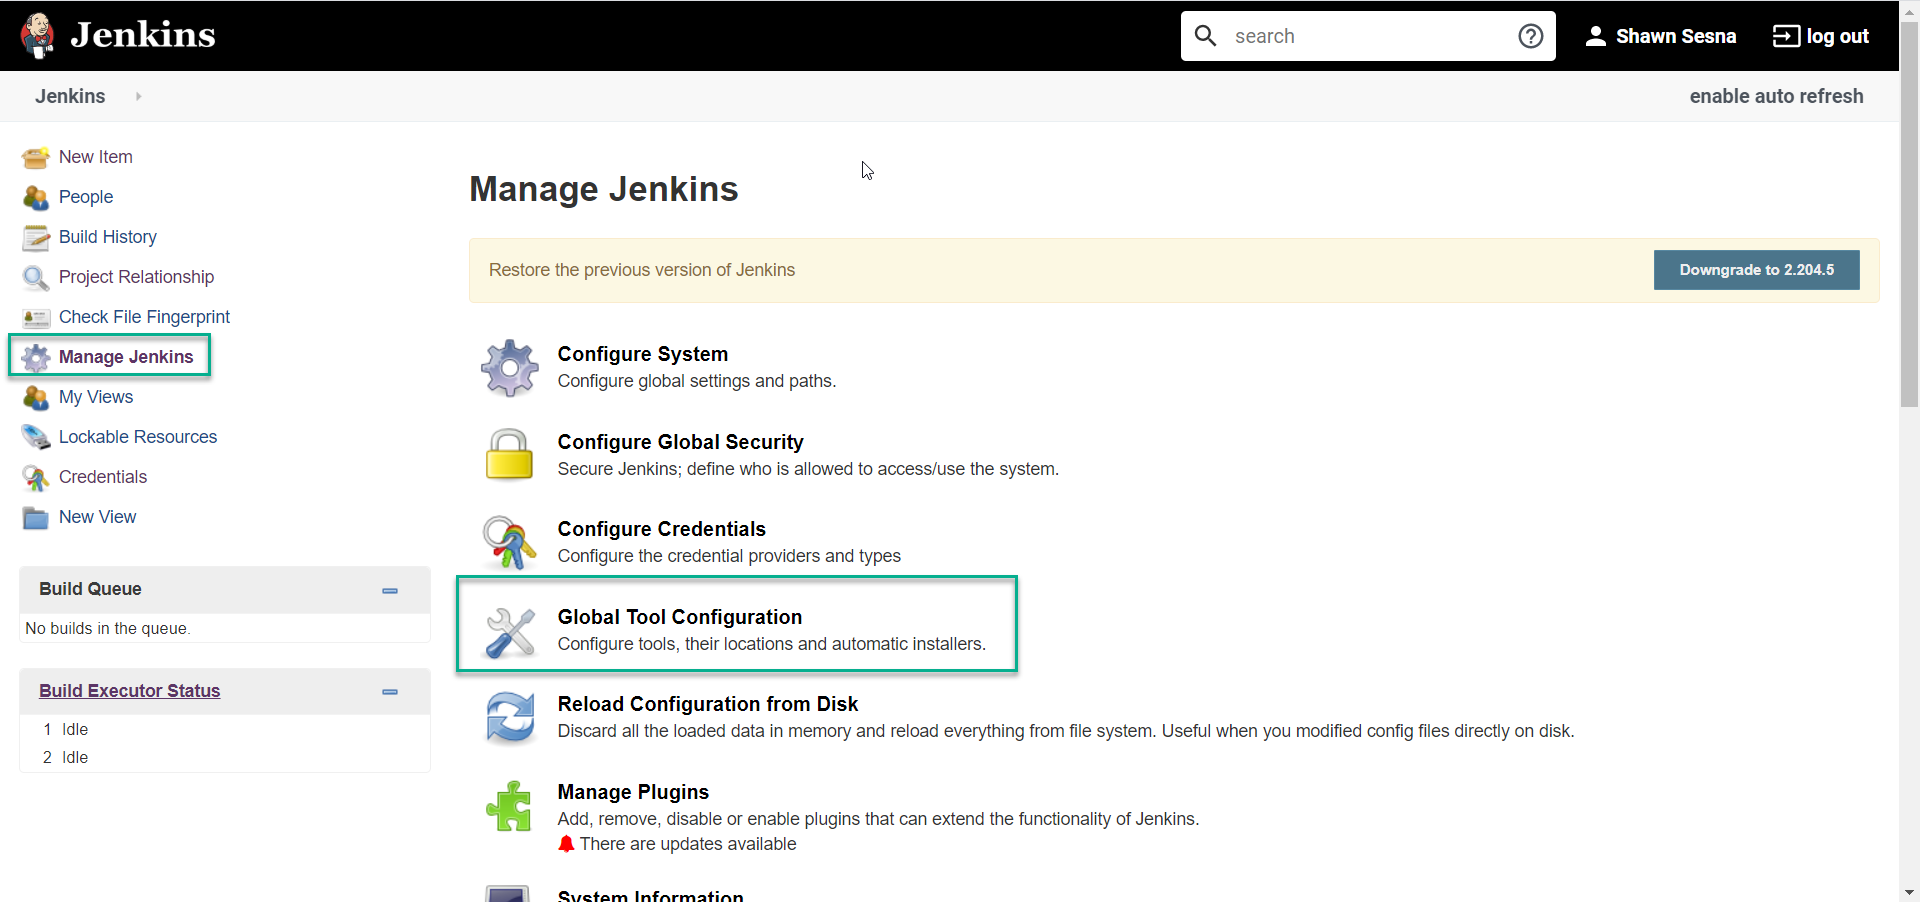 Jenkins
search
Shawn Sesna
log out
Jenkins
enable auto refresh
New Item
People
Build History
Project Relationship
Check File Fingerprint
Manage Jenkins
My Views
Lockable Resources
Credentials
New View
Build Queue
No builds in the queue.
Build Executor Status
1 Idle
2 Idle
Manage Jenkins
Restore the previous version of Jenkins
Downgrade to 2.204.5
Configure System
Configure global settings and paths.
Configure Global Security
Secure Jenkins; define who is allowed to access/use the system.
Configure Credentials
Configure the credential providers and types
Global Tool Configuration
Configure tools, their locations and automatic installers.
Reload Configuration from Disk
Discard all the loaded data in memory and reload everything from file system. Useful when you modified config files directly on disk.
Manage Plugins
Add, remove, disable or enable plugins that can extend the functionality of Jenkins.
There are updates available
System Information